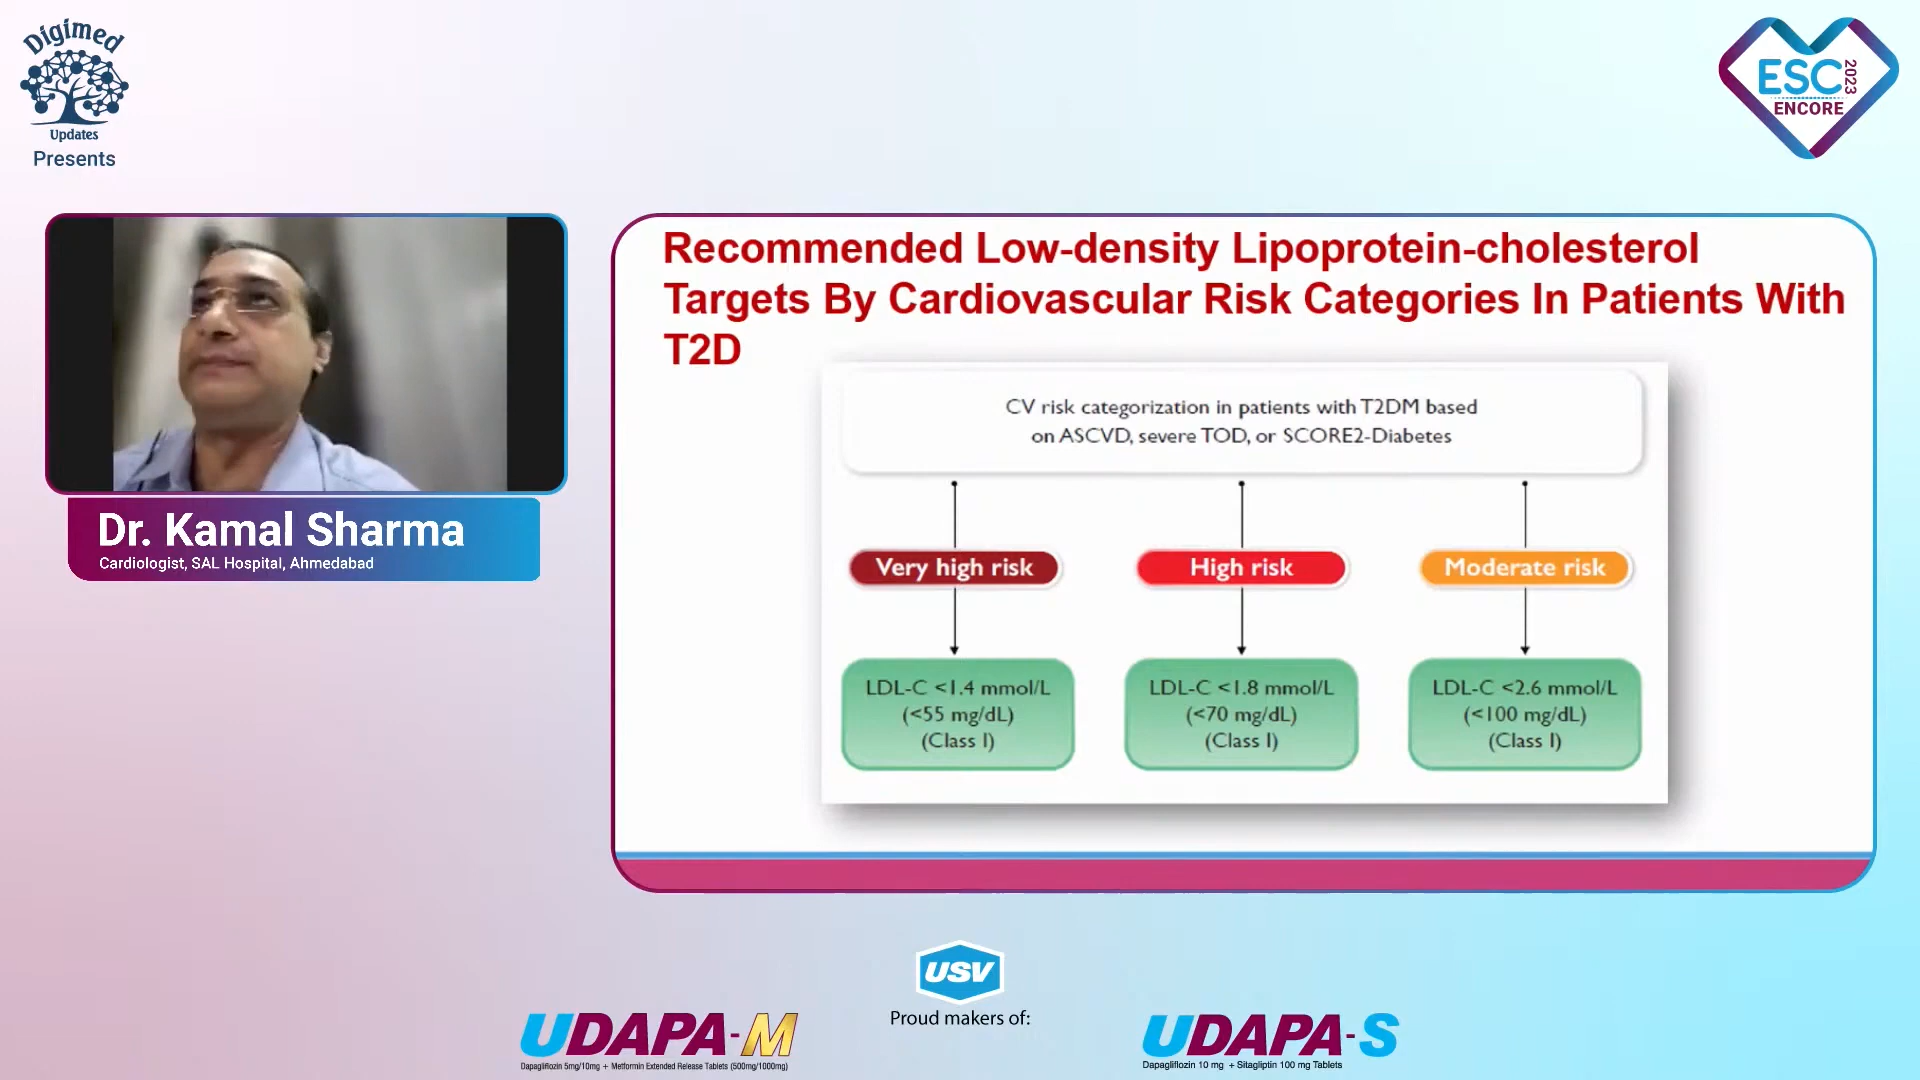 Digimed
Updates
Presents
ESC 2023
ENCORE
Dr. Kamal Sharma
Cardiologist, SAL Hospital, Ahmedabad
Recommended Low-density Lipoprotein-cholesterol
Targets By Cardiovascular Risk Categories In Patients With
T2D
CV risk categorization in patients with T2DM based
on ASCVD, severe TOD, or SCORE2-Diabetes
Very high risk
High risk
Moderate risk
LDL-C <1.4 mmol/L
(<55 mg/dL)
(Class I)
LDL-C <1.8 mmol/L
(<70 mg/dL)
(Class I)
LDL-C <2.6 mmol/L
(<100 mg/dL)
(Class I)
USV
Proud makers of:
UDAPA-M
Dapagliflozin 5mg/10mg + Metformin Extended Release Tablets (500mg/1000mg)
UDAPA-S
Dapagliflozin 10 mg + Sitagliptin 100 mg Tablets